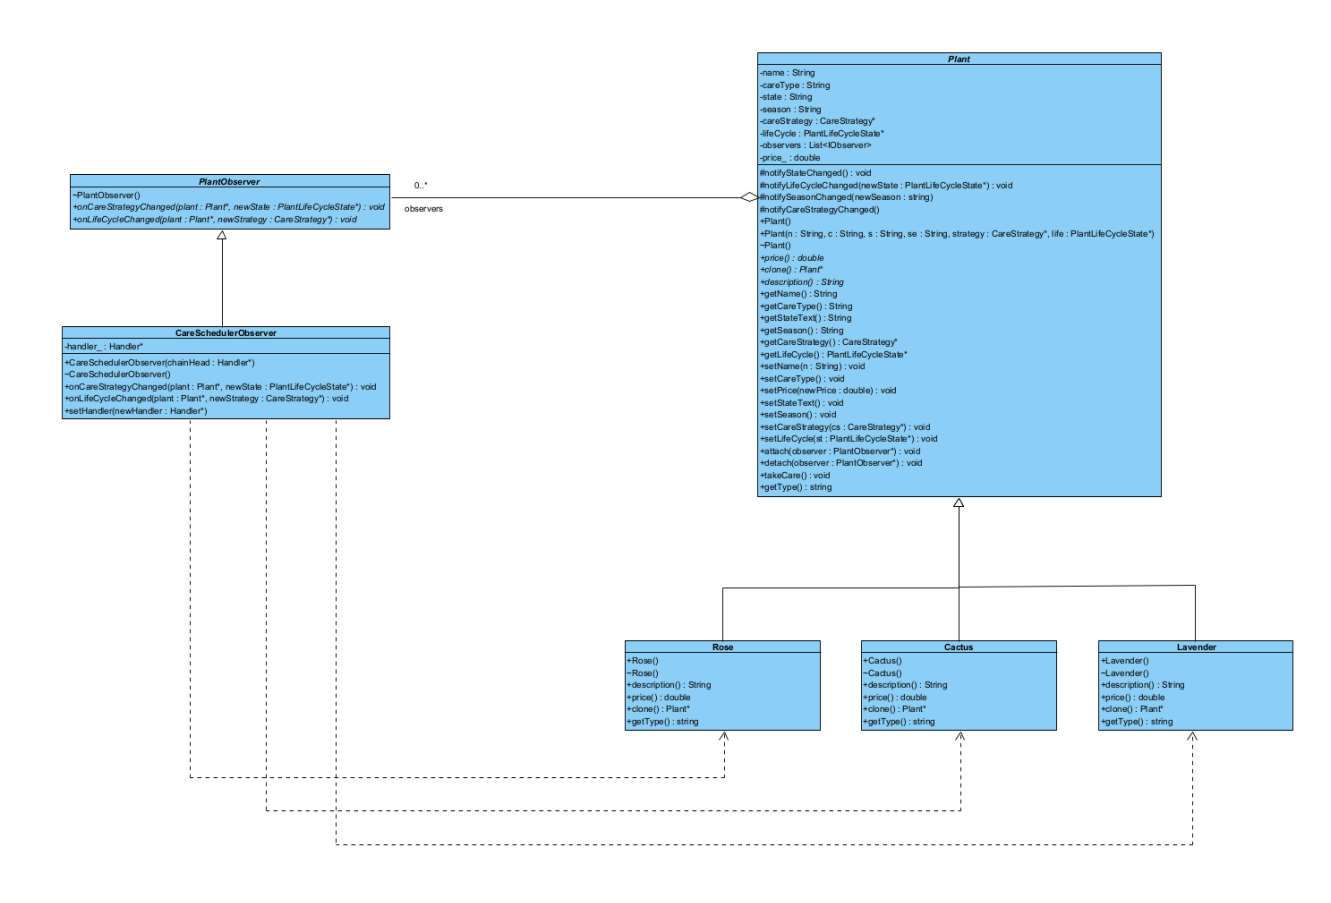 Plant
-name : String
-careType : String
-state : String
-season : String
-careStrategy : CareStrategy*
-lifeCycle : PlantLifeCycleState*
-observers : List<IObserver>
-price_ : double
#notifyStateChanged() : void
#notifyLifeCycleChanged(newState : PlantLifeCycleState*) : void
#notifySeasonChanged(newSeason : string)
#notifyCareStrategyChanged()
+Plant()
+Plant(n : String, c : String, s : String, se : String, strategy : CareStrategy*, life : PlantLifeCycleState*)
~Plant()
+price() : double
+clone() : Plant*
+description() : String
+getName() : String
+getCareType() : String
+getStateText() : String
+getSeason() : String
+getCareStrategy() : CareStrategy*
+getLifeCycle() : PlantLifeCycleState*
+setName(n : String) : void
+setCareType() : void
+setPrice(newPrice : double) : void
+setStateText() : void
+setSeason() : void
+setCareStrategy(cs : CareStrategy*) : void
+setLifeCycle(st : PlantLifeCycleState*) : void
+attach(observer : PlantObserver*) : void
+detach(observer : PlantObserver*) : void
+takeCare() : void
+getType() : string
PlantObserver
~PlantObserver()
+onCareStrategyChanged(plant : Plant*, newState : PlantLifeCycleState*) : void
+onLifeCycleChanged(plant : Plant*, newStrategy : CareStrategy*) : void
0..*
observers
CareSchedulerObserver
-handler_ : Handler*
+CareSchedulerObserver(chainHead : Handler*)
~CareSchedulerObserver()
+onCareStrategyChanged(plant : Plant*, newState : PlantLifeCycleState*) : void
+onLifeCycleChanged(plant : Plant*, newStrategy : CareStrategy*) : void
+setHandler(newHandler : Handler*)
Rose
+Rose()
~Rose()
+description() : String
+price() : double
+clone() : Plant*
+getType() : string
Cactus
+Cactus()
~Cactus()
+description() : String
+price() : double
+clone() : Plant*
+getType() : string
Lavender
+Lavender()
~Lavender()
+description() : String
+price() : double
+clone() : Plant*
+getType() : string